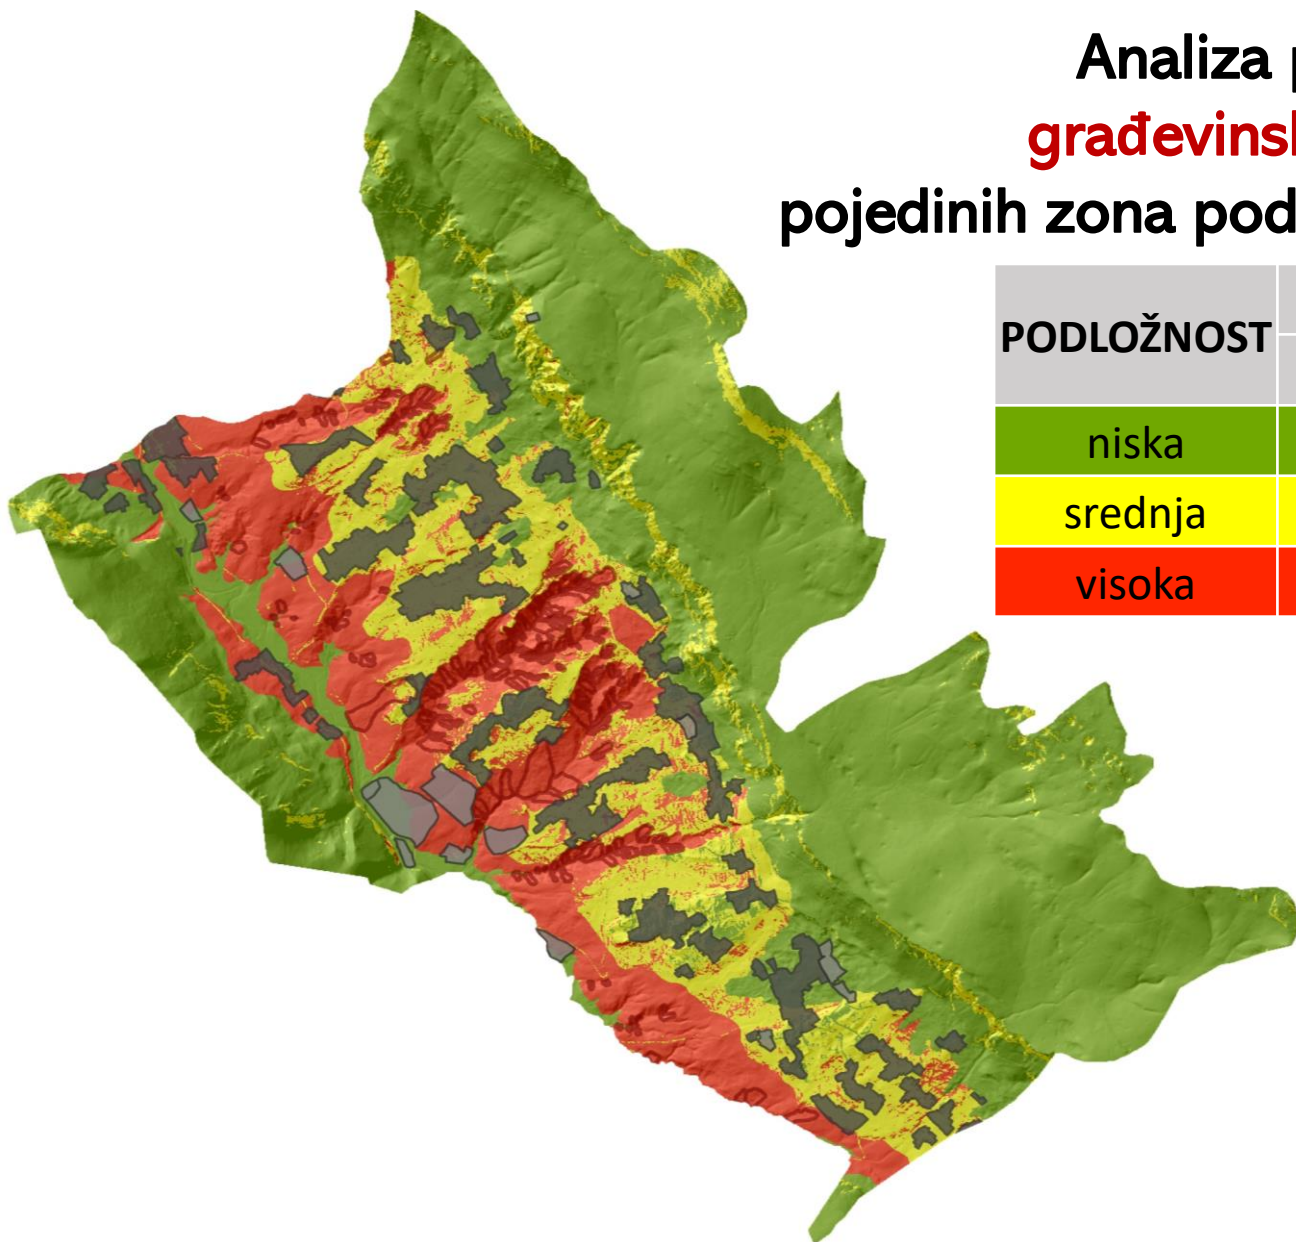 Analiza
građevins
pojedinih zona pod
PODLOŽNOST
niska
srednja
visoka